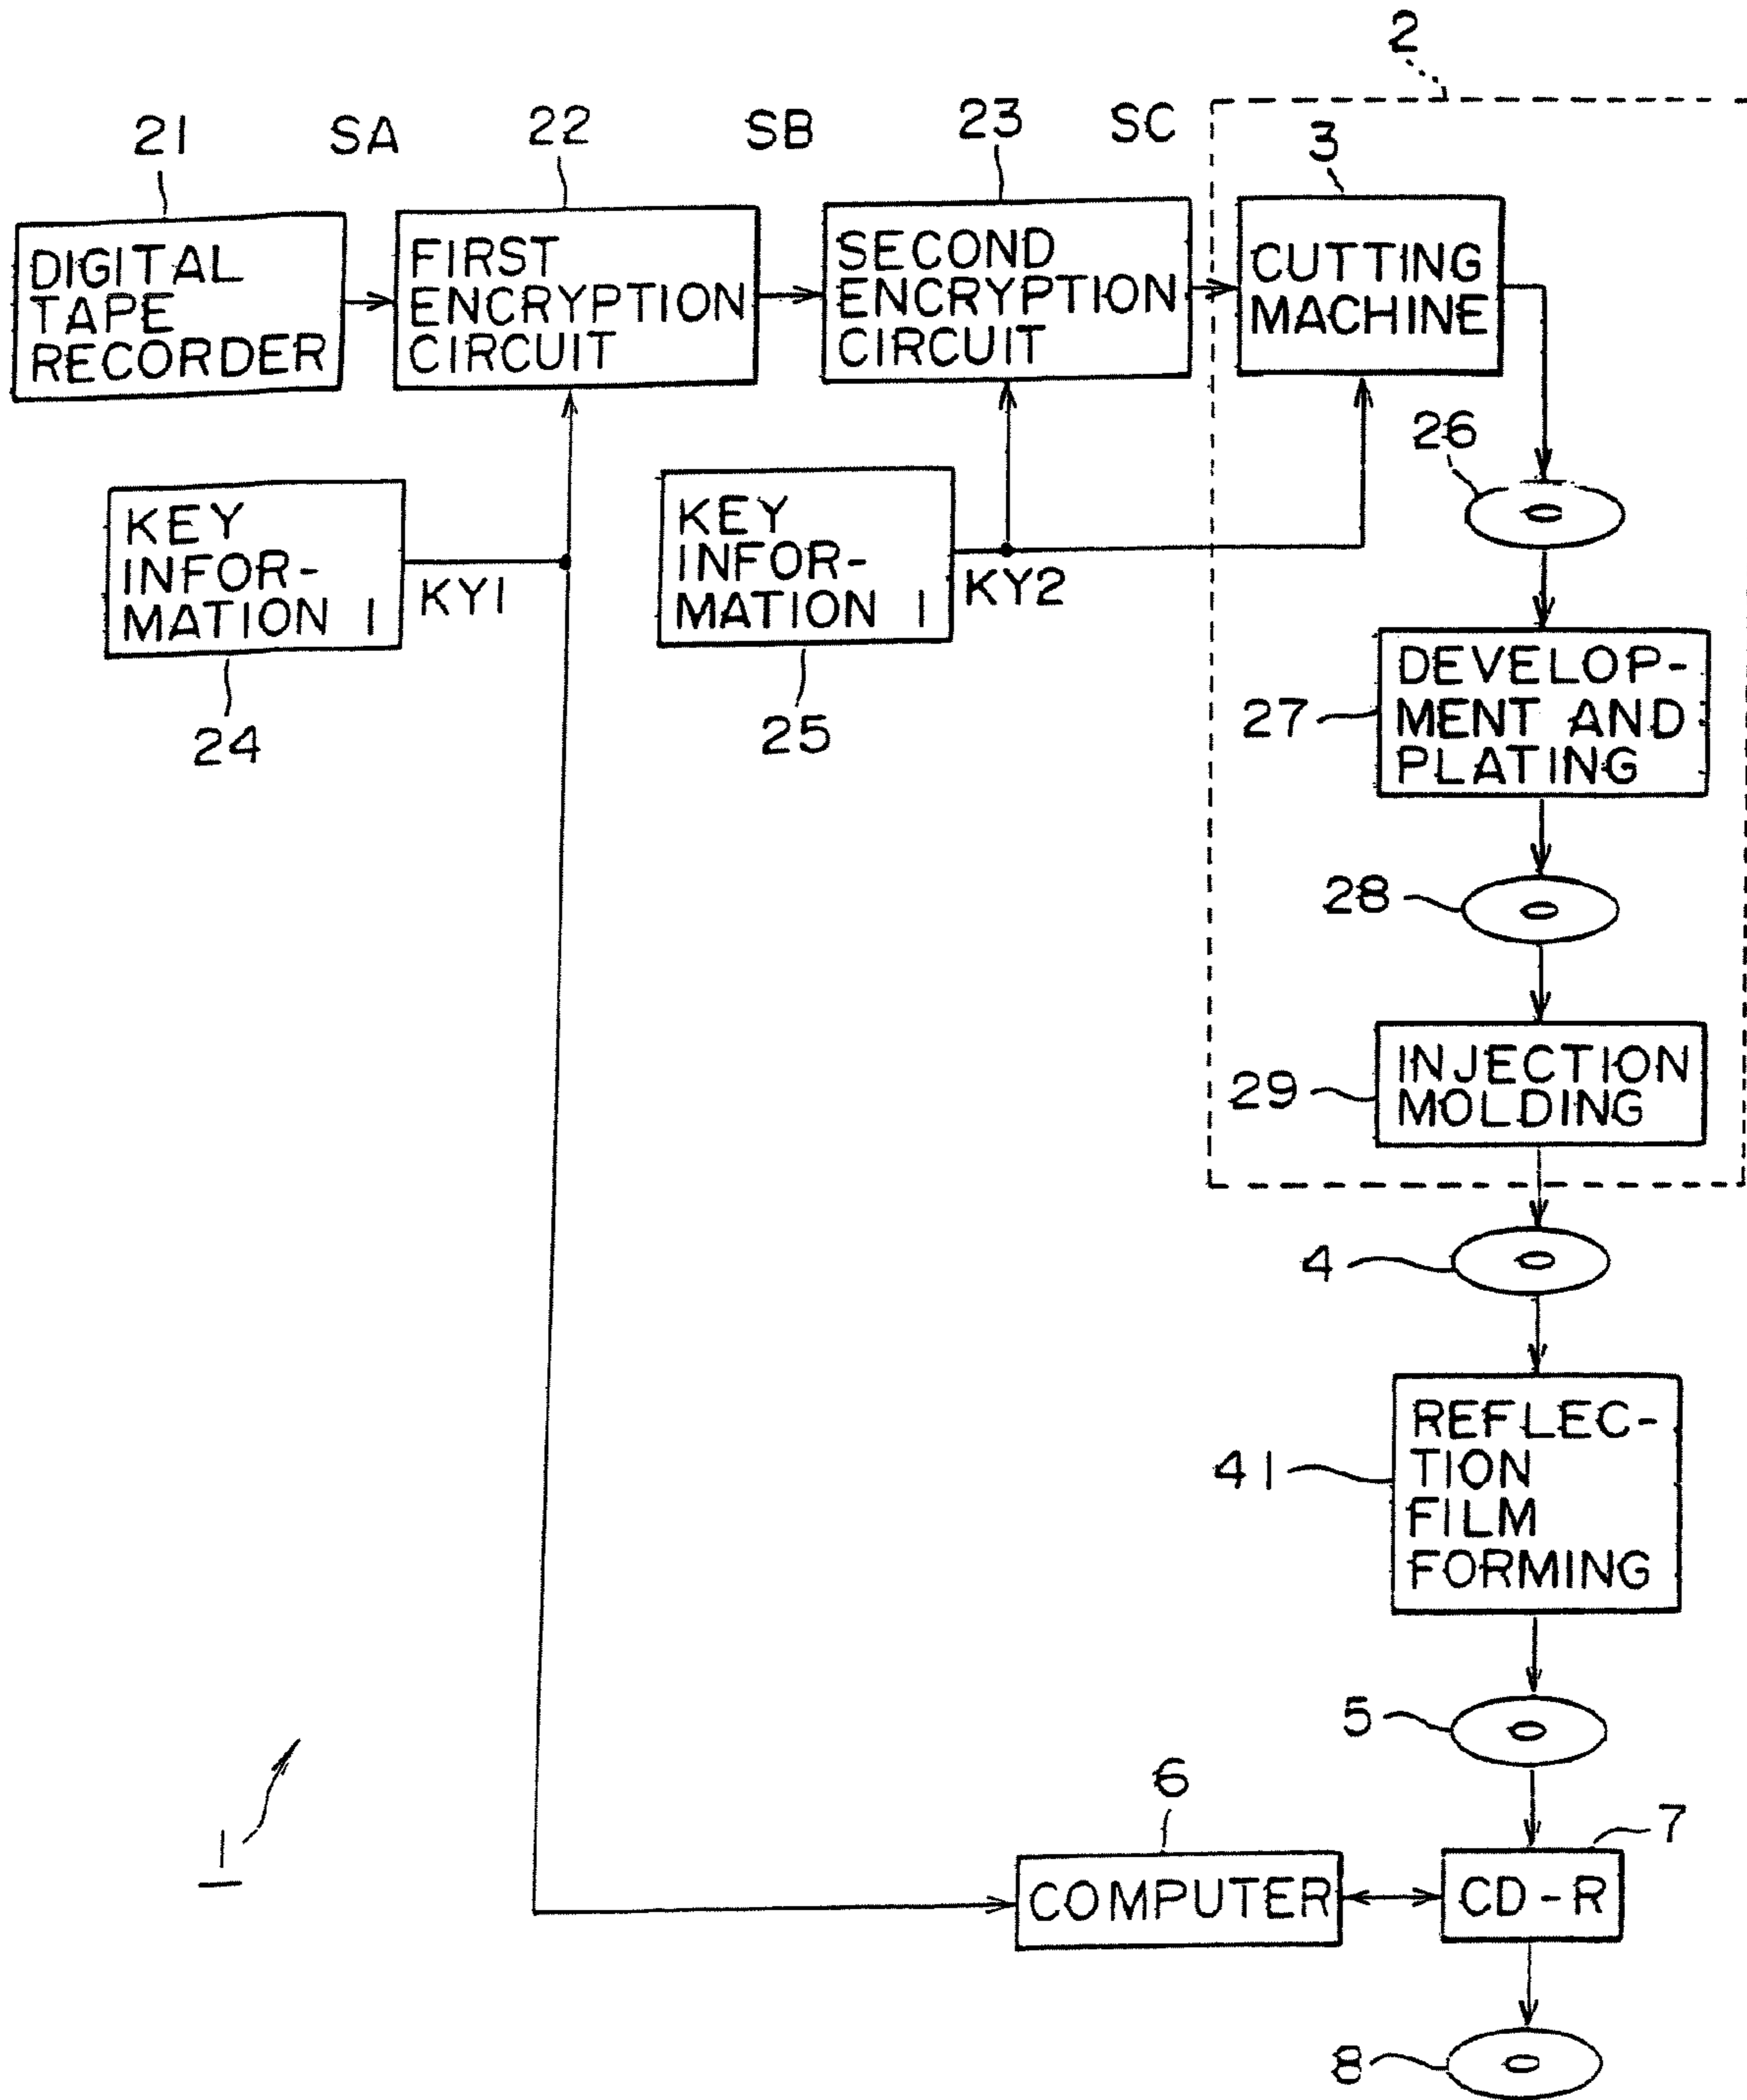 2
21
SA
22
SB
23
SC
3
DIGITAL
TAPE
RECORDER
FIRST
ENCRYPTION
CIRCUIT
SECOND
ENCRYPTION
CIRCUIT
CUTTING
MACHINE
26
KEY
INFOR-
MATION 1
KY1
24
KEY
INFOR-
MATION 1
KY2
25
27
DEVELOP-
MENT AND
PLATING
28
29
INJECTION
MOLDING
4
41
REFLEC-
TION
FILM
FORMING
5
1
6
COMPUTER
7
CD-R
8